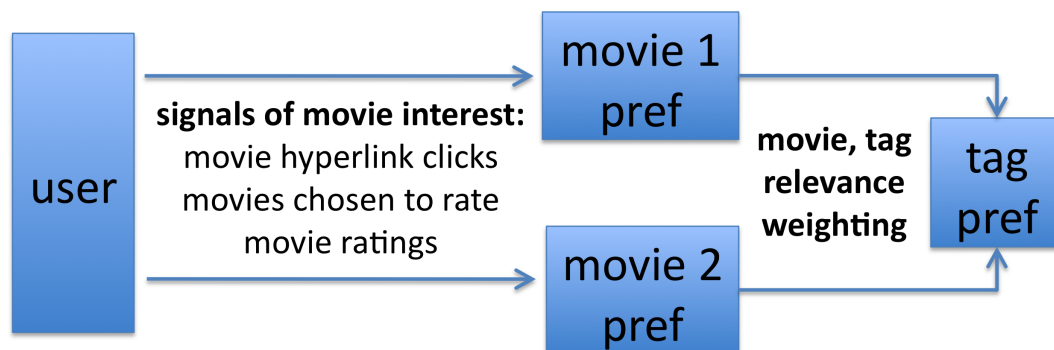 user
signals of movie interest:
movie hyperlink clicks
movies chosen to rate
movie ratings
movie 1
pref
movie 2
pref
movie, tag
relevance
weighting
tag
pref